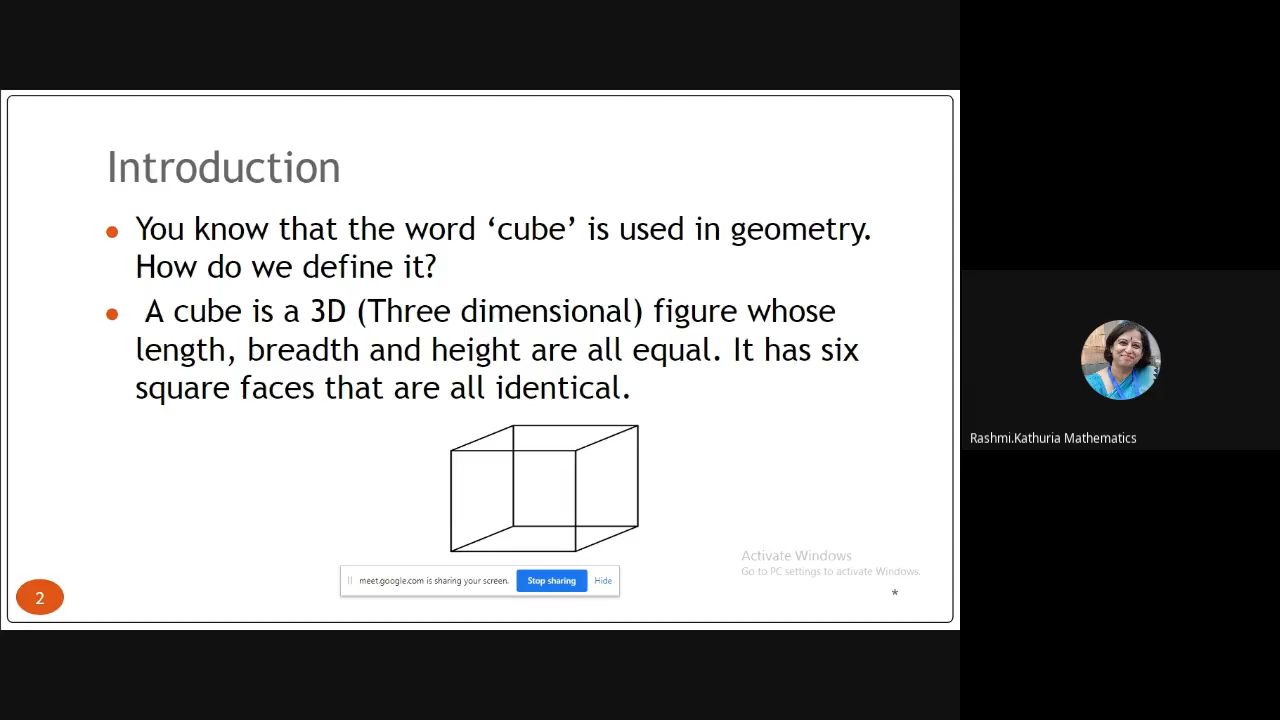 Introduction
• You know that the word ‘cube’ is used in geometry.
How do we define it?
• A cube is a 3D (Three dimensional) figure whose
length, breadth and height are all equal. It has six
square faces that are all identical.
Rashmi.Kathuria Mathematics
Activate Windows
Go to PC settings to activate Windows.
meet.google.com is sharing your screen. Stop sharing Hide
2
*